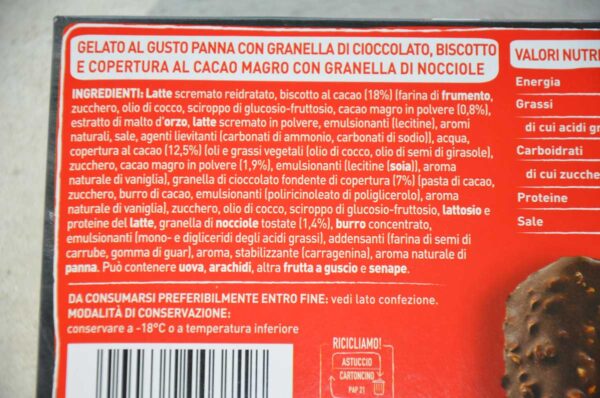 GELATO AL GUSTO PANNA CON GRANELLA DI CIOCCOLATO, BISCOTTO
E COPERTURA AL CACAO MAGRO CON GRANELLA DI NOCCIOLE
INGREDIENTI: Latte scremato reidratato, biscotto al cacao (18%) (farina di frumento,
zucchero, olio di cocco, sciroppo di glucosio-fruttosio, cacao magro in polvere (0,8%),
estratto di malto d'orzo, latte scremato in polvere, emulsionanti (lecitine), aromi
naturali, sale, agenti lievitanti (carbonati di ammonio, carbonati di sodio)), acqua,
copertura al cacao (12,5%) (oli e grassi vegetali (olio di cocco, olio di semi di girasole),
zucchero, cacao magro in polvere (1,9%), emulsionanti (lecitine (soia)), aroma
naturale di vaniglia), granella di cioccolato fondente di copertura (7%) (pasta di cacao,
zucchero, burro di cacao, emulsionanti (poliricinoleato di poliglicerolo), aroma
naturale di vaniglia), zucchero, olio di cocco, sciroppo di glucosio-fruttosio, lattosio e
proteine del latte, granella di nocciole tostate (1,4%), burro concentrato,
emulsionanti (mono- e digliceridi degli acidi grassi), addensanti (farina di semi di
carrube, gomma di guar), aroma, stabilizzante (carragenina), aroma naturale di
panna. Può contenere uova, arachidi, altra frutta a guscio e senape.
DA CONSUMARSI PREFERIBILMENTE ENTRO FINE: vedi lato confezione.
MODALITÀ DI CONSERVAZIONE:
conservare a -18°C o a temperatura inferiore
RICICLIAMO!
ASTUCCIO
CARTONCINO
PAP 21
VALORI NUTRI
Energia
Grassi
di cui acidi gr
Carboidrati
di cui zucche
Proteine
Sale